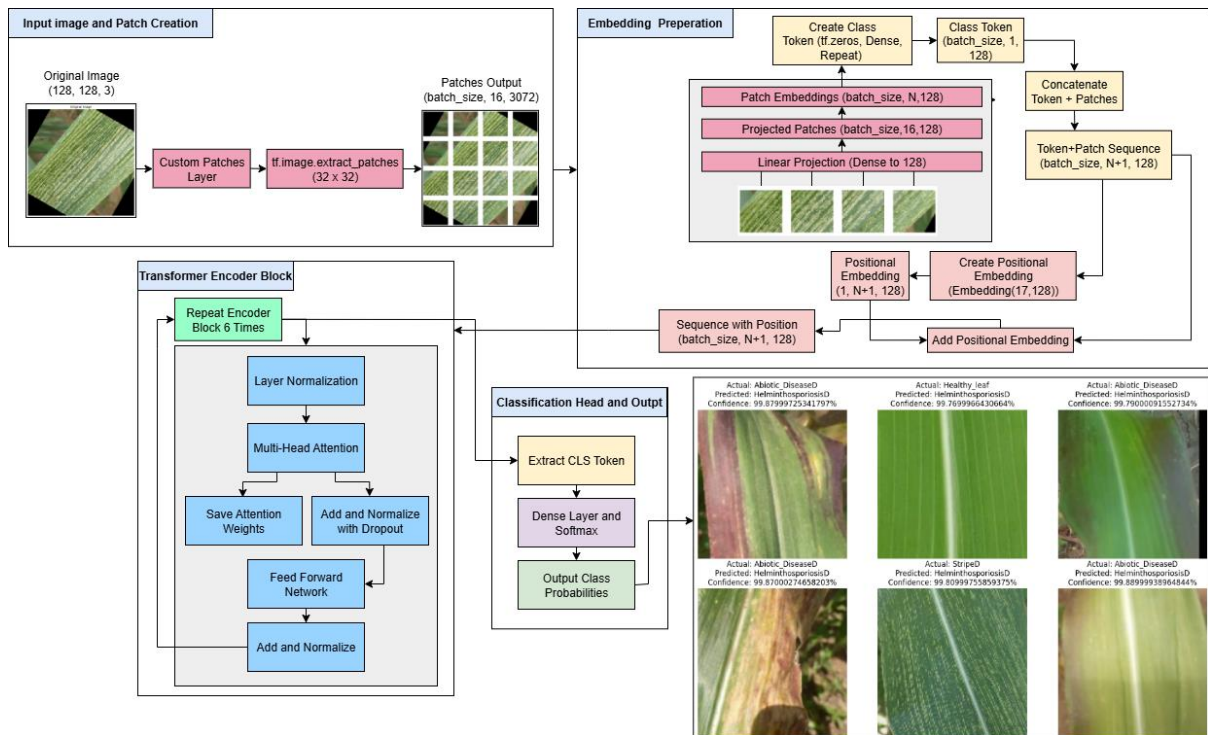 Input image and Patch Creation
Original Image
(128, 128, 3)
Original Image
Custom Patches
Layer
tf.image.extract_patches
(32 x 32)
Patches Output
(batch_size, 16, 3072)
Embedding Preperation
Create Class
Token (tf.zeros, Dense,
Repeat)
Class Token
(batch_size, 1,
128)
Concatenate
Token + Patches
Token+Patch Sequence
(batch_size, N+1, 128)
Patch Embeddings (batch_size, N,128)
Projected Patches (batch_size,16,128)
Linear Projection (Dense to 128)
Positional
Embedding
(1, N+1, 128)
Create Positional
Embedding
(Embedding(17,128))
Add Positional Embedding
Sequence with Position
(batch_size, N+1, 128)
Transformer Encoder Block
Repeat Encoder
Block 6 Times
Layer Normalization
Multi-Head Attention
Save Attention
Weights
Add and Normalize
with Dropout
Feed Forward
Network
Add and Normalize
Classification Head and Outpt
Extract CLS Token
Dense Layer and
Softmax
Output Class
Probabilities
Actual: Abiotic_DiseaseD
Predicted: HelminthosporiosisD
Confidence: 99.87999725341797%
Actual: Healthy_leaf
Predicted: HelminthosporiosisD
Confidence: 99.7699966430664%
Actual: Abiotic_DiseaseD
Predicted: HelminthosporiosisD
Confidence: 99.79000091552734%
Actual: Abiotic_DiseaseD
Predicted: HelminthosporiosisD
Confidence: 99.87000274658203%
Actual: StripeD
Predicted: HelminthosporiosisD
Confidence: 99.80999755859375%
Actual: Abiotic_DiseaseD
Predicted: HelminthosporiosisD
Confidence: 99.88999938964844%